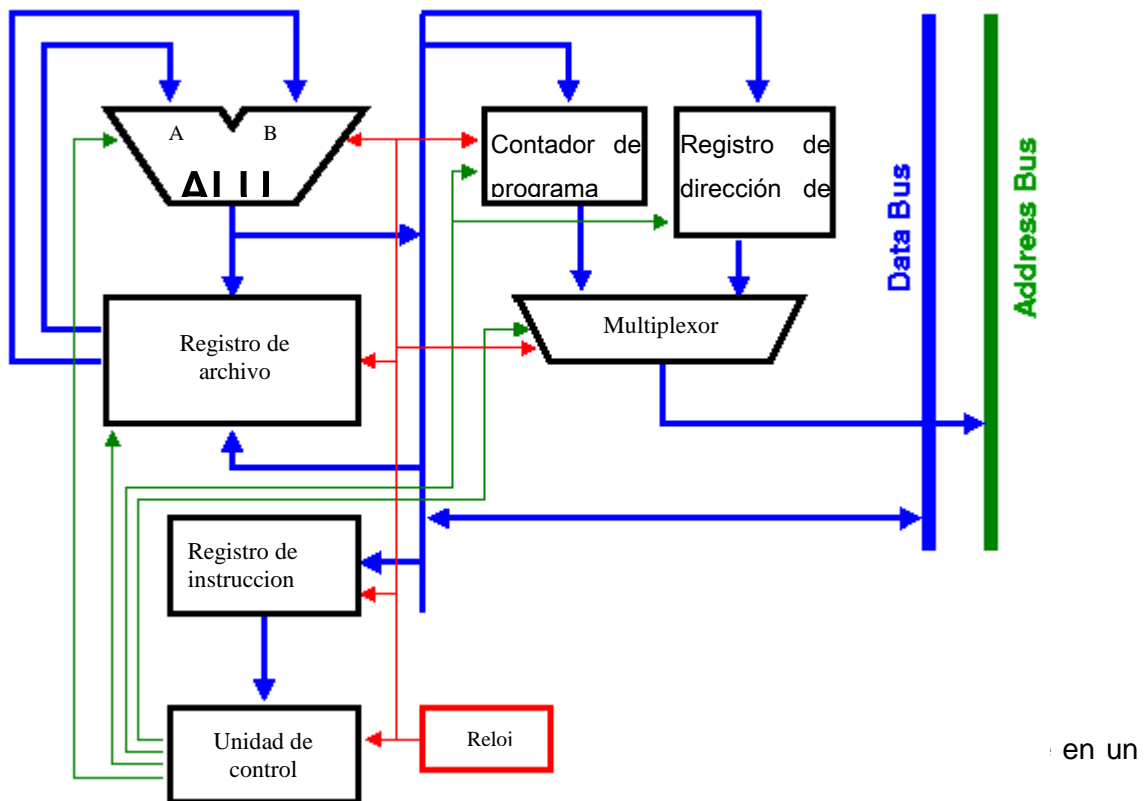 A
B
Contador de
programa
Registro de
dirección de
Data Bus
Address Bus
Multiplexor
Registro de
archivo
Registro de
instruccion
Unidad de
control
Reloj
en un